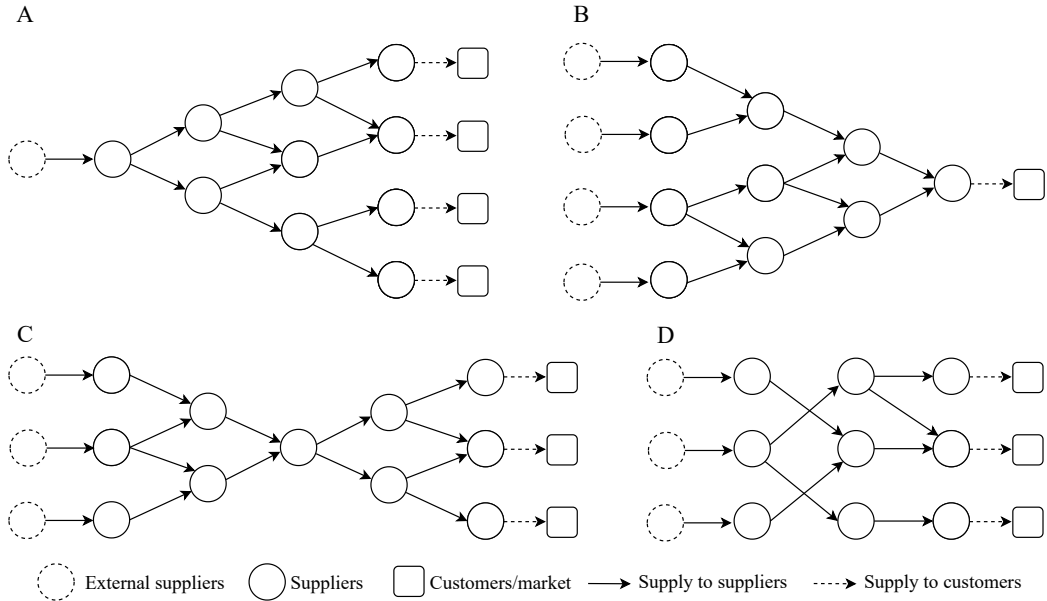 A
B
C
D
External suppliers
Suppliers
Customers/market
Supply to suppliers
Supply to customers